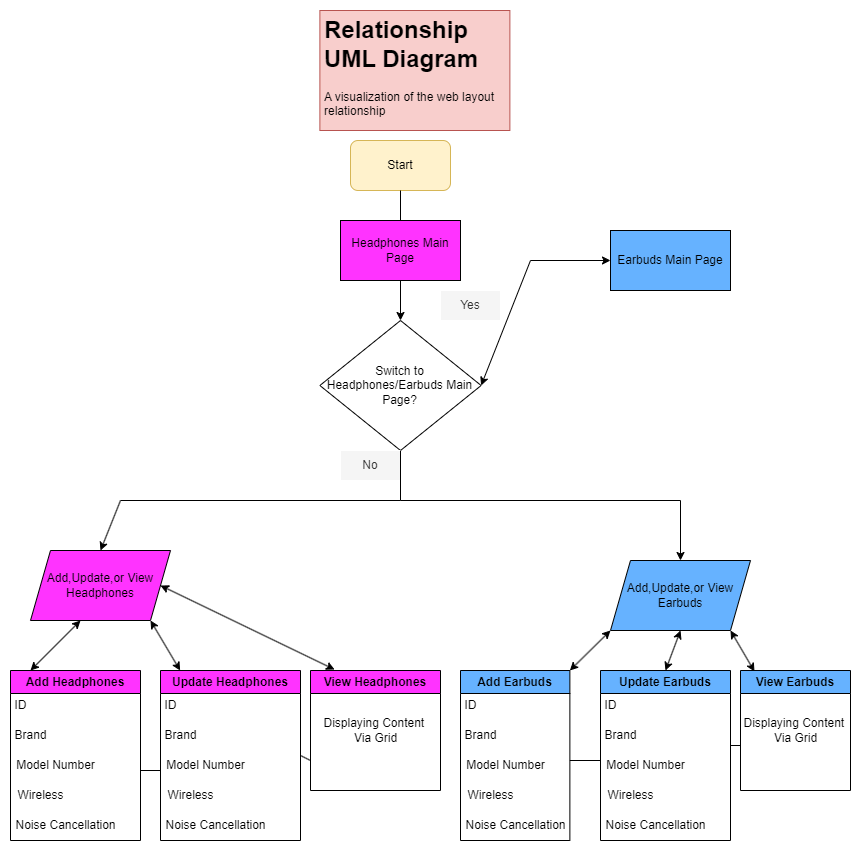 Relationship
UML Diagram
A visualization of the web layout
relationship
Start
Headphones Main
Page
Earbuds Main Page
Yes
Switch to
Headphones/Earbuds Main
Page?
No
Add,Update,or View
Headphones
Add,Update,or View
Earbuds
Add Headphones
ID
Brand
Model Number
Wireless
Noise Cancellation
Update Headphones
ID
Brand
Model Number
Wireless
Noise Cancellation
View Headphones
Displaying Content
Via Grid
Add Earbuds
ID
Brand
Model Number
Wireless
Noise Cancellation
Update Earbuds
ID
Brand
Model Number
Wireless
Noise Cancellation
View Earbuds
Displaying Content
Via Grid